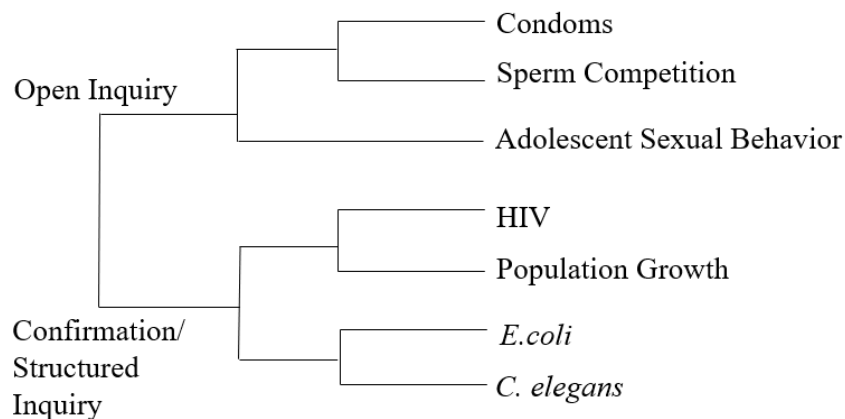 Condoms
Sperm Competition
Open Inquiry
Adolescent Sexual Behavior
HIV
Population Growth
Confirmation/
Structured
Inquiry
E.coli
C. elegans